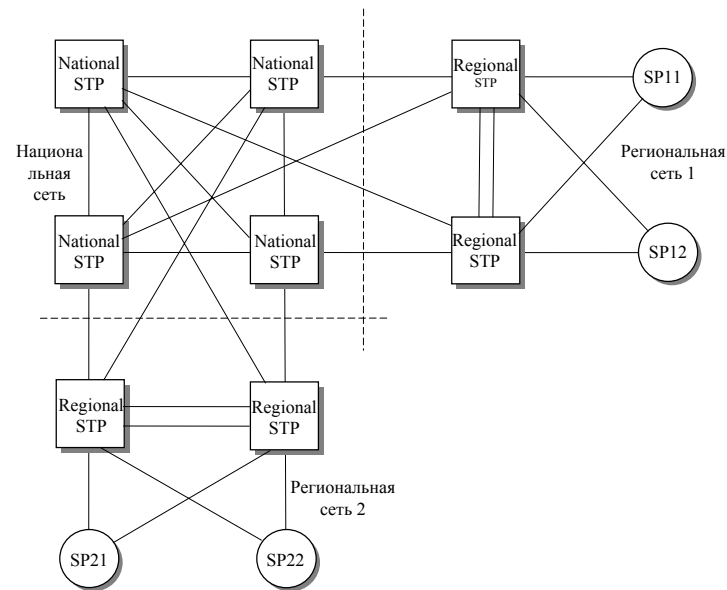 National
STP
National
STP
Regional
STP
SP11
Национа
льная
сеть
Региональная
сеть 1
National
STP
National
STP
Regional
STP
SP12
Regional
STP
Regional
STP
Региональная
сеть 2
SP21
SP22